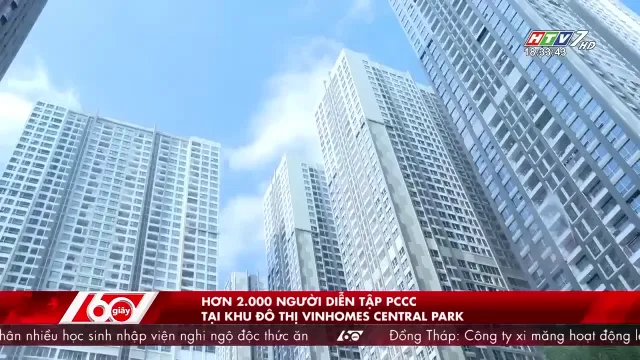 HTV7 HD
18:33:43
HƠN 2.000 NGƯỜI DIỄN TẬP PCCC
TẠI KHU ĐÔ THỊ VINHOMES CENTRAL PARK
60 giây
hân nhiều học sinh nhập viện nghi ngộ độc thức ăn 60 Đồng Tháp: Công ty xi măng hoạt động